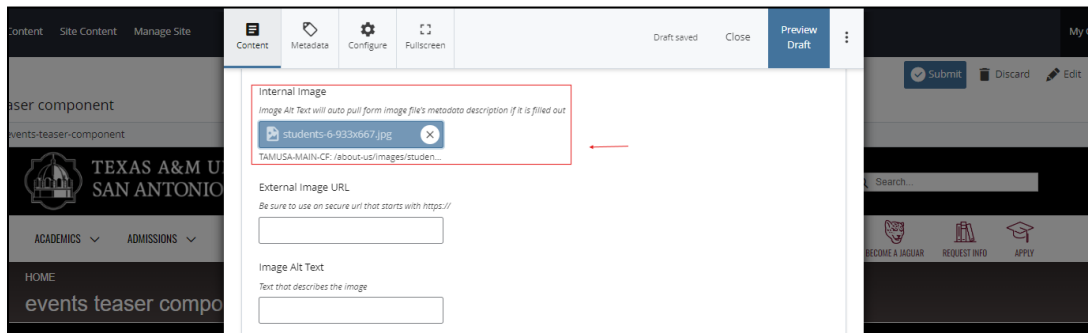 Content Site Content Manage Site
Content
Metadata
Configure
Fullscreen
Draft saved
Close
Preview
Draft
My
Submit
Discard
Edit
aser component
vents-teaser-component
Internal Image
Image Alt Text will auto pull form image file's metadata description if it is filled out
students-6-933x667.jpg
TAMUSA-MAIN-CF: /about-us/images/studen...
External Image URL
Be sure to use an secure url that starts with https://
Image Alt Text
Text that describes the image
TEXAS A&M U
SAN ANTONIO
Search...
ACADEMICS
ADMISSIONS
BECOME A JAGUAR
REQUEST INFO
APPLY
HOME
events teaser compo